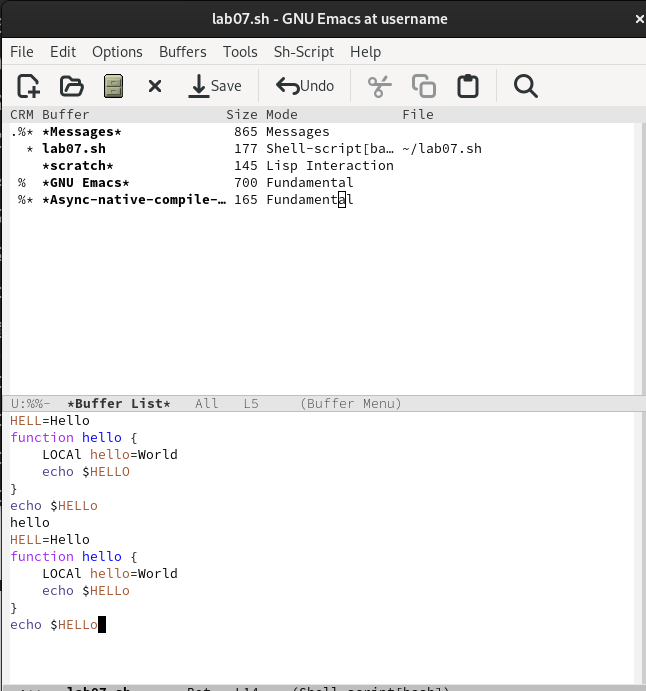 lab07.sh - GNU Emacs at username
File Edit Options Buffers Tools Sh-Script Help
Save Undo
CRM Buffer Size Mode File
.%* *Messages* 865 Messages
* lab07.sh 177 Shell-script[ba… ~/lab07.sh
*scratch* 145 Lisp Interaction
% *GNU Emacs* 700 Fundamental
%* *Async-native-compile-… 165 Fundamental
U:%%- *Buffer List* All L5 (Buffer Menu)
HELL=Hello
function hello {
LOCAl hello=World
echo $HELLO
}
echo $HELLo
hello
HELL=Hello
function hello {
LOCAl hello=World
echo $HELLo
}
echo $HELLo
lab07.sh Bot L14 (Shell-script[bash])